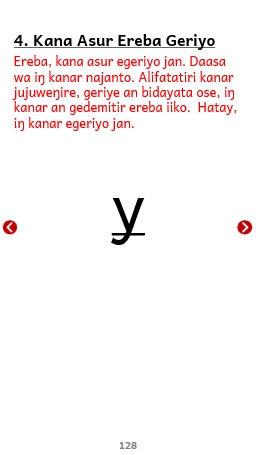 4. Kana Asur Ereba Geriyo
Ereba, kana asur egeriyo jan. Daasa
wa iŋ kanar najanto. Alifatatiri kanar
jujuweŋire, geriye an bidayata ose, iŋ
kanar an gedemitir ereba iiko. Hatay,
iŋ kanar egeriyo jan.
y
128